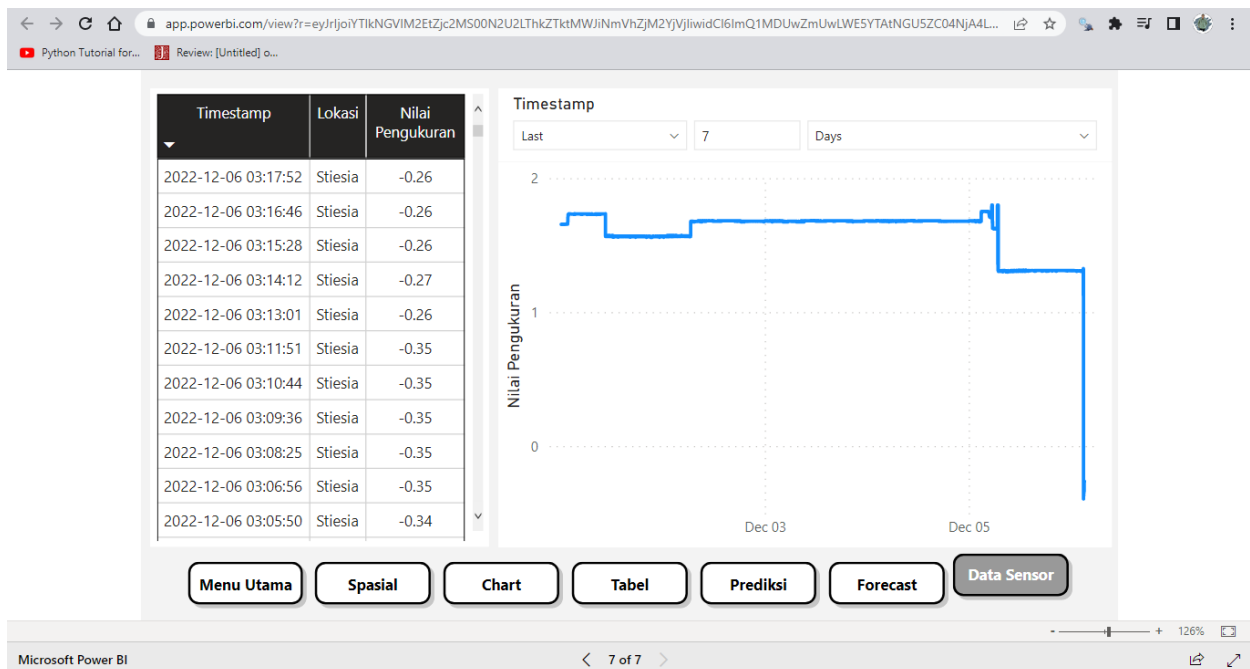 app.powerbi.com/view?r=eyJrIjoiYTlkNGVlM2EtZjc2MS00N2U2LThkZTktMWJiNmVhZjM2YjVjIiwidCI6ImQ1MDUwZmUwLWE5YTAtNGU5ZC04NjA4L...
Python Tutorial for...
Review: [Untitled] o...
Timestamp Lokasi Nilai Pengukuran
2022-12-06 03:17:52 Stiesia -0.26
2022-12-06 03:16:46 Stiesia -0.26
2022-12-06 03:15:28 Stiesia -0.26
2022-12-06 03:14:12 Stiesia -0.27
2022-12-06 03:13:01 Stiesia -0.26
2022-12-06 03:11:51 Stiesia -0.35
2022-12-06 03:10:44 Stiesia -0.35
2022-12-06 03:09:36 Stiesia -0.35
2022-12-06 03:08:25 Stiesia -0.35
2022-12-06 03:06:56 Stiesia -0.35
2022-12-06 03:05:50 Stiesia -0.34
Timestamp
Last 7 Days
Nilai Pengukuran
2
1
0
Dec 03 Dec 05
Menu Utama Spasial Chart Tabel Prediksi Forecast Data Sensor
- + 126%
Microsoft Power BI 7 of 7